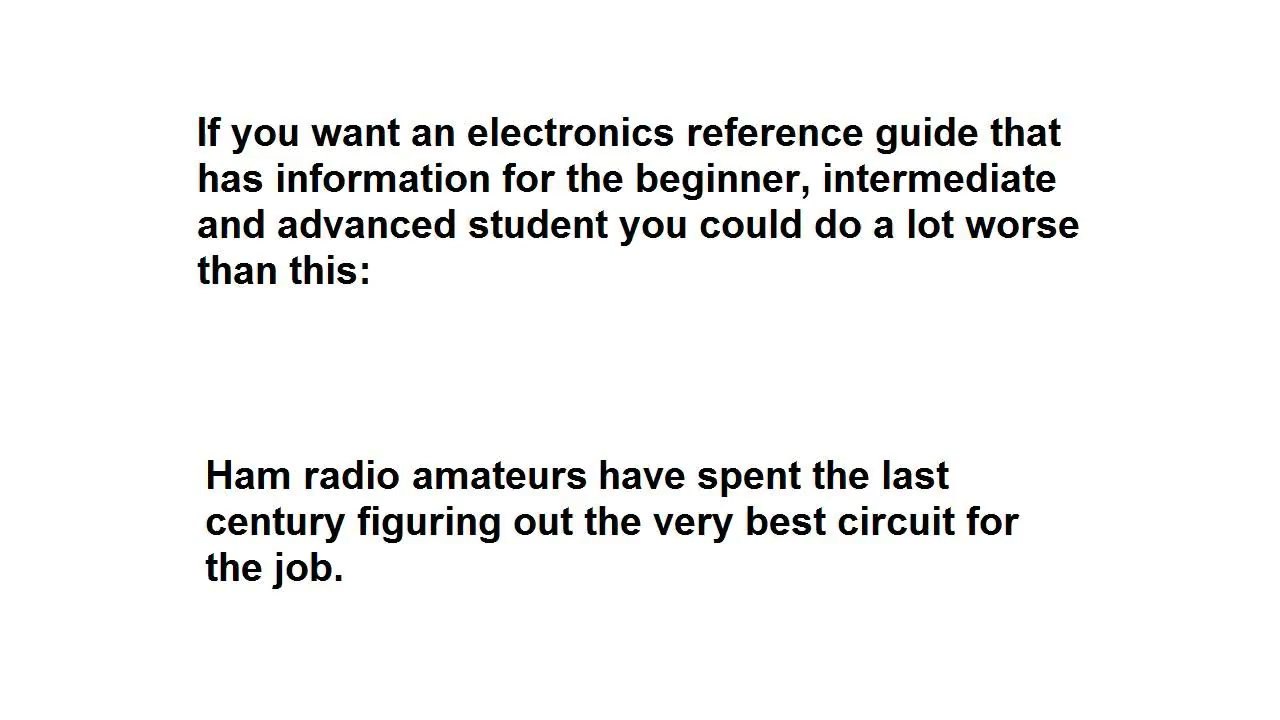 If you want an electronics reference guide that
has information for the beginner, intermediate
and advanced student you could do a lot worse
than this:
Ham radio amateurs have spent the last
century figuring out the very best circuit for
the job.